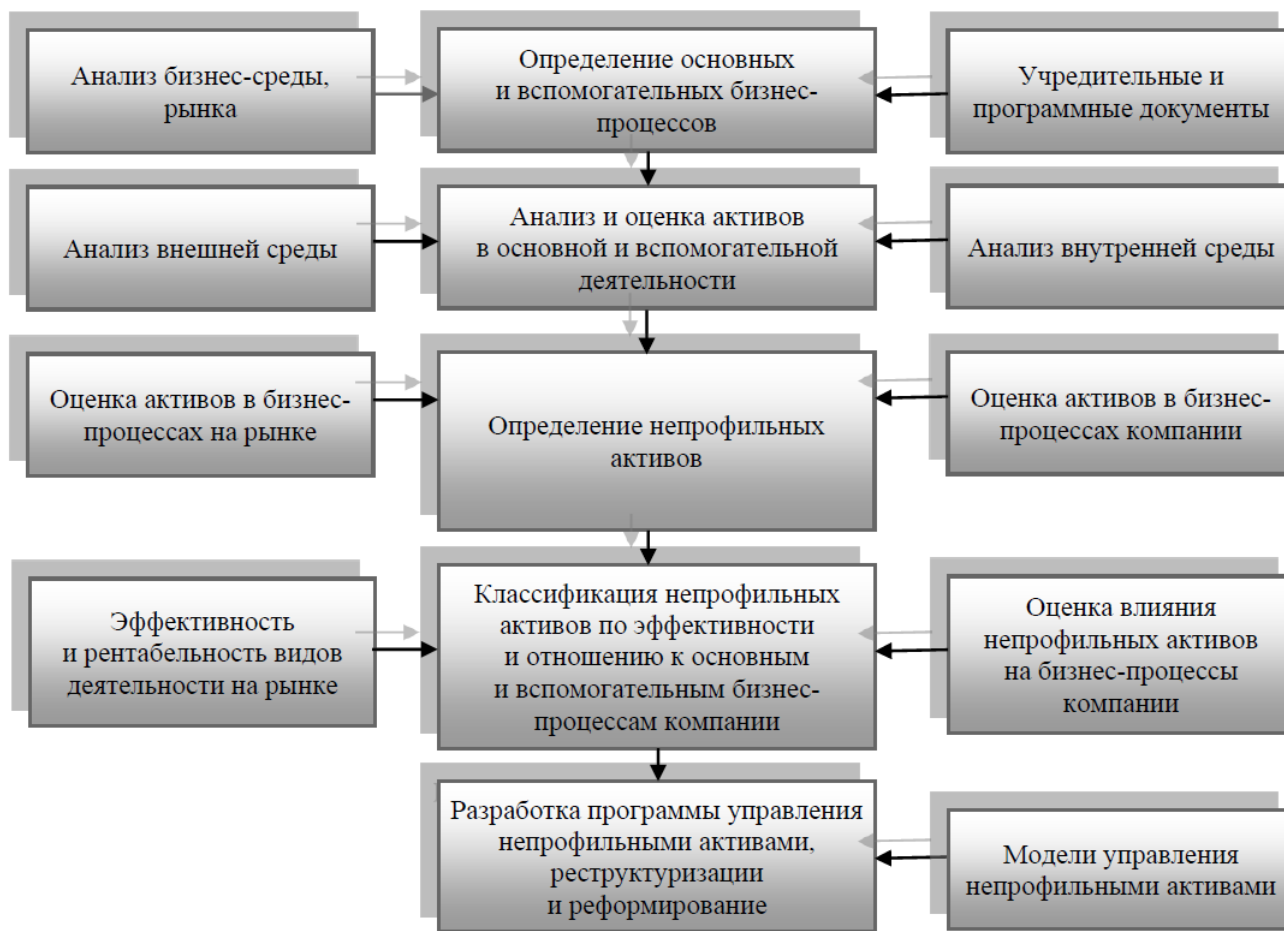 Анализ бизнес-среды,
рынка
Определение основных
и вспомогательных бизнес-
процессов
Учредительные и
программные документы
Анализ внешней среды
Анализ и оценка активов
в основной и вспомогательной
деятельности
Анализ внутренней среды
Оценка активов в бизнес-
процессах на рынке
Определение непрофильных
активов
Оценка активов в бизнес-
процессах компании
Эффективность
и рентабельность видов
деятельности на рынке
Классификация непрофильных
активов по эффективности
и отношению к основным
и вспомогательным бизнес-
процессам компании
Оценка влияния
непрофильных активов
на бизнес-процессы
компании
Разработка программы управления
непрофильными активами,
реструктуризации
и реформирование
Модели управления
непрофильными активами